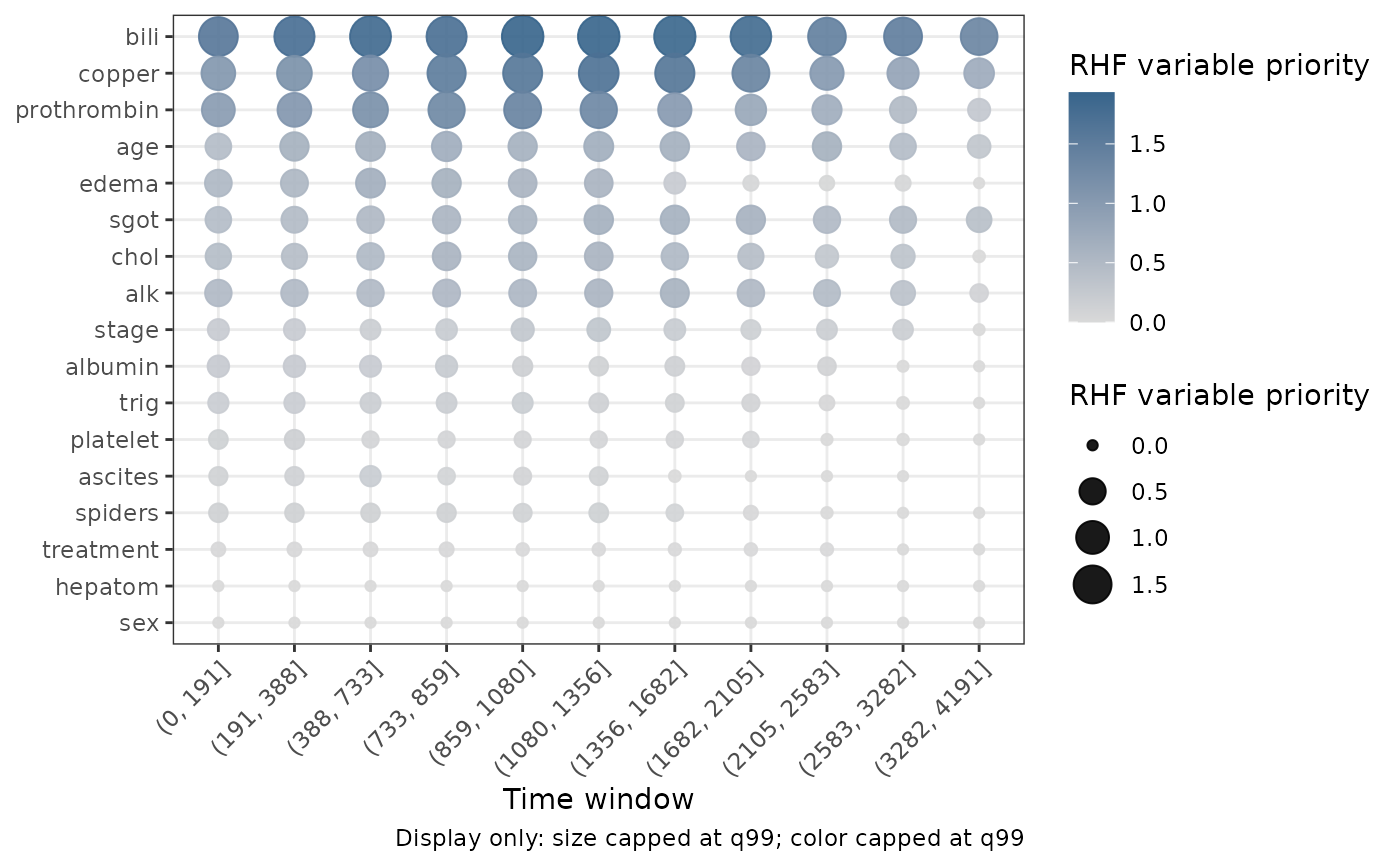 bili
copper
prothrombin
age
edema
sgot
chol
alk
stage
albumin
trig
platelet
ascites
spiders
treatment
hepatom
sex
(0, 191]
(191, 388]
(388, 733]
(733, 859]
(859, 1080]
(1080, 1356]
(1356, 1682]
(1682, 2105]
(2105, 2583]
(2583, 3282]
(3282, 4191]
Time window
Display only: size capped at q99; color capped at q99
RHF variable priority
1.5
1.0
0.5
0.0
RHF variable priority
0.0
0.5
1.0
1.5